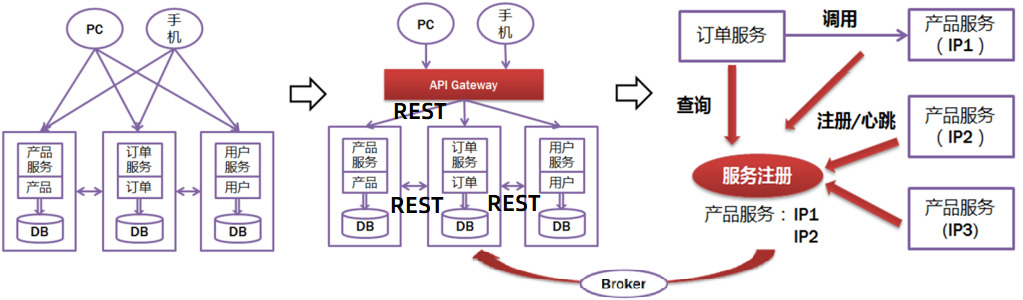 PC
手
机
产品
服务
产品
DB
订单
服务
订单
DB
用户
服务
用户
DB
PC
手
机
API Gateway
REST
产品
服务
产品
DB
订单
服务
订单
DB
用户
服务
用户
DB
REST
REST
订单服务
调用
产品服务
（ IP1 ）
查询
注册/心跳
产品服务
（ IP2 ）
服务注册
产品服务：IP1
IP2
产品服务
(IP3)
Broker